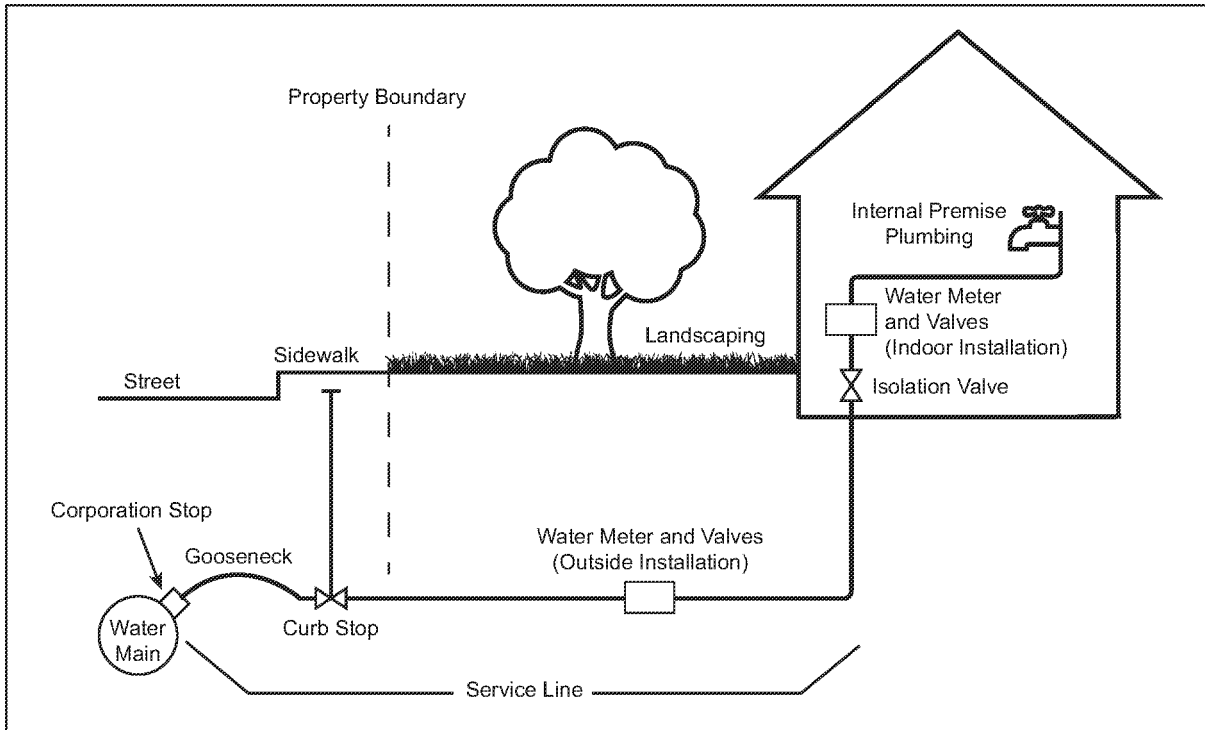 Property Boundary
Internal Premise
Plumbing
Water Meter
and Valves
(Indoor Installation)
Landscaping
Sidewalk
Street
Isolation Valve
Corporation Stop
Gooseneck
Water Meter and Valves
(Outside Installation)
Water
Main
Curb Stop
Service Line